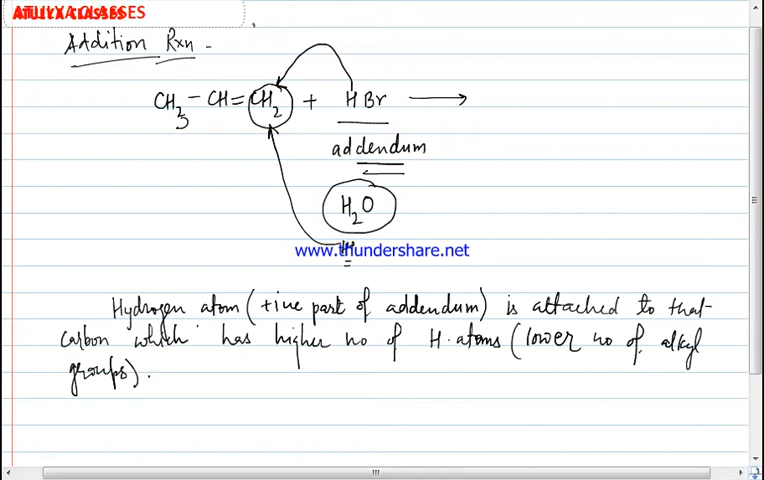 ATULYA CLASSES
Addition Rxn -
CH3 - CH = CH2 + HBr
addendum
H2O
H
www.thundershare.net
Hydrogen atom (+ive part of addendum) is attached to that
carbon which has higher no of H.atoms (lower no of alkyl
groups).